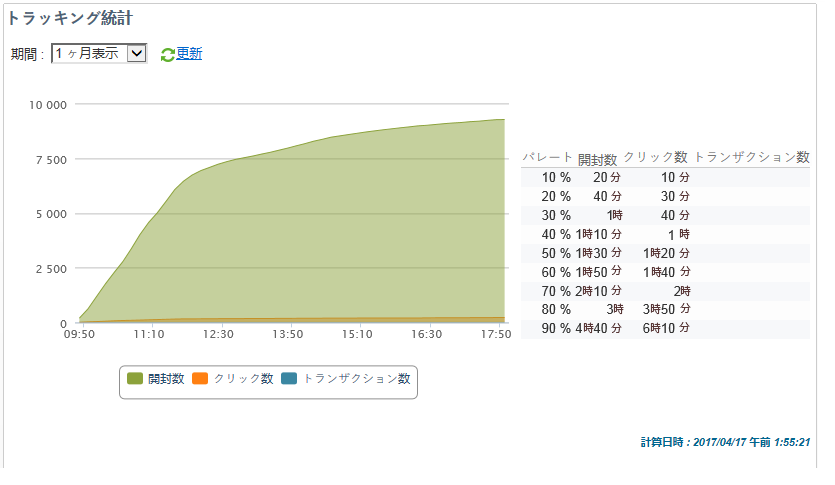 トラッキング統計
期間 : 1 ヶ月表示 更新
10 000
7 500
5 000
2 500
0
09:50 11:10 12:30 13:50 15:10 16:30 17:50
開封数 クリック数 トランザクション数
パレート 開封数 クリック数 トランザクション数
10 % 20 分 10 分
20 % 40 分 30 分
30 % 1時 40 分
40 % 1時10 分 1 時
50 % 1時30 分 1時20 分
60 % 1時50 分 1時40 分
70 % 2時10 分 2時
80 % 3時 3時50 分
90 % 4時40 分 6時10 分
計算日時 : 2017/04/17 午前 1:55:21